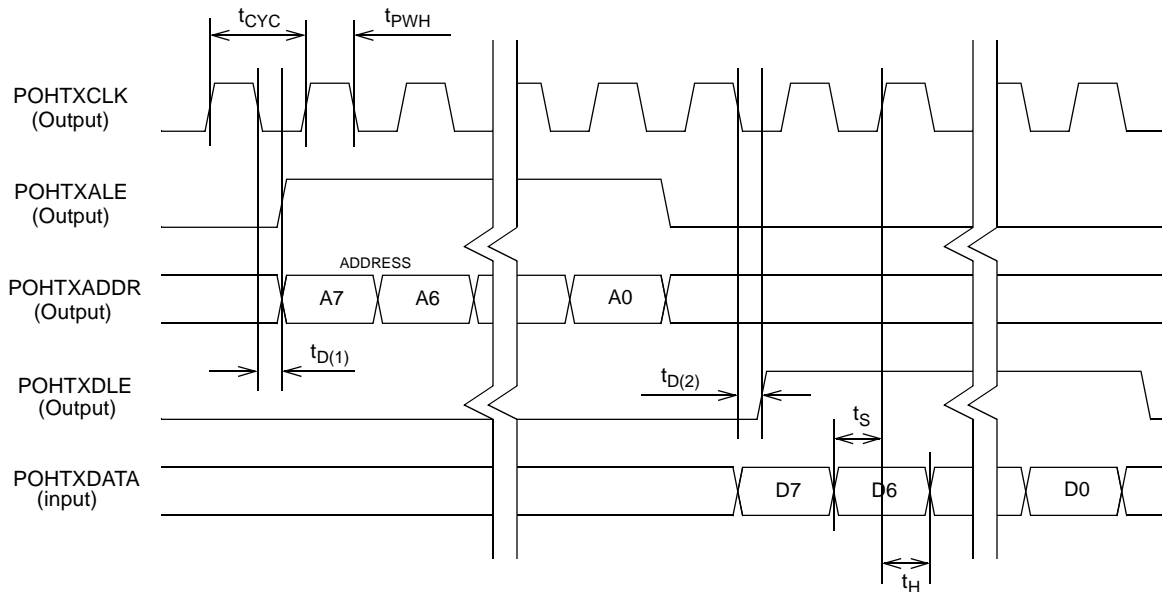 tCYC
tPWH
POHTXCLK
(Output)
POHTXALE
(Output)
ADDRESS
POHTXADDR
(Output)
A7
A6
A0
tD(1)
POHTXDLE
(Output)
tD(2)
tS
POHTXDATA
(input)
D7
D6
D0
tH